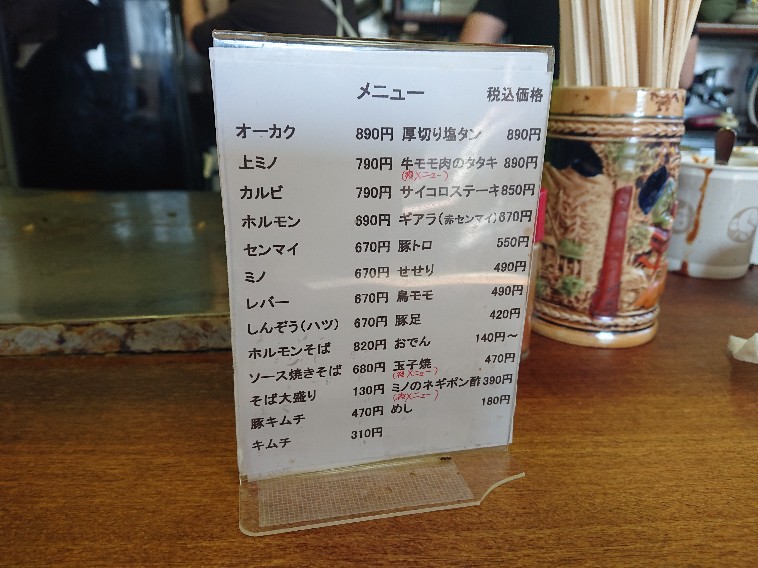 メニュー 税込価格
オーカク 890円 厚切り塩タン 890円
上ミノ 790円 牛モモ肉のタタキ 890円
(裏メニュー)
カルビ 790円 サイコロステーキ 850円
ホルモン 890円 ギアラ(赤センマイ) 670円
センマイ 670円 豚トロ 550円
ミノ 670円 せせり 490円
レバー 670円 鳥モモ 490円
しんぞう(ハツ) 670円 豚足 420円
ホルモンそば 820円 おでん 140円～
ソース焼きそば 680円 玉子焼 470円
(裏メニュー)
そば大盛り 130円 ミノのネギポン酢 390円
(裏メニュー)
豚キムチ 470円 めし 180円
キムチ 310円